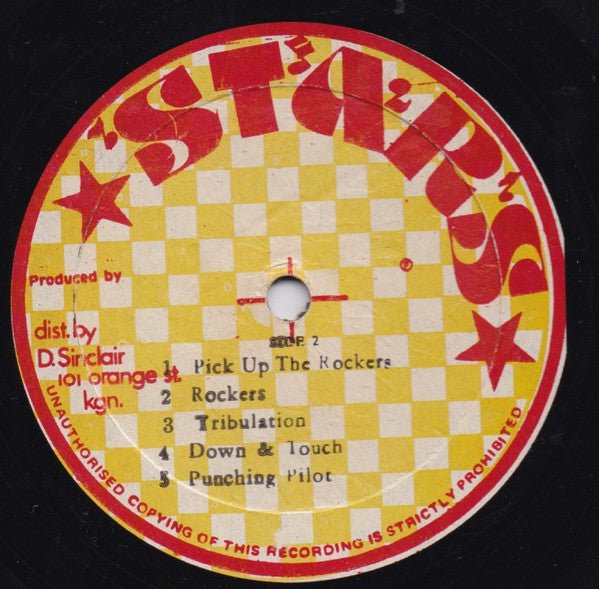 'ST'A'R'S
Produced by
dist. by
D. Sinclair
101 orange st.
kgn.
SIDE 2
1 Pick Up The Rockers
2 Rockers
3 Tribulation
4 Down & Touch
5 Punching Pilot
UNAUTHORISED COPYING OF THIS RECORDING IS STRICTLY PROHIBITED